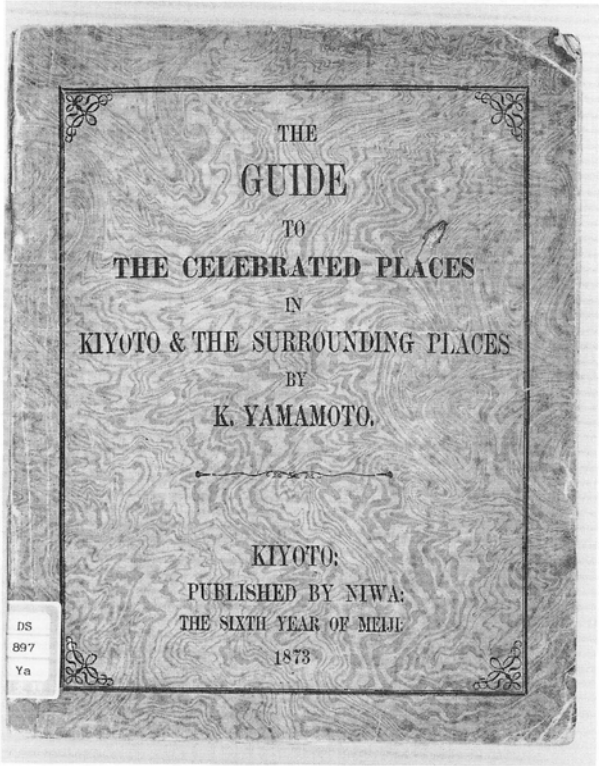 THE
GUIDE
TO
THE CELEBRATED PLACES
IN
KIYOTO & THE SURROUNDING PLACES
BY
K. YAMAMOTO.
KIYOTO:
PUBLISHED BY NIWA:
THE SIXTH YEAR OF MEIJI:
1873
DS
897
Ya